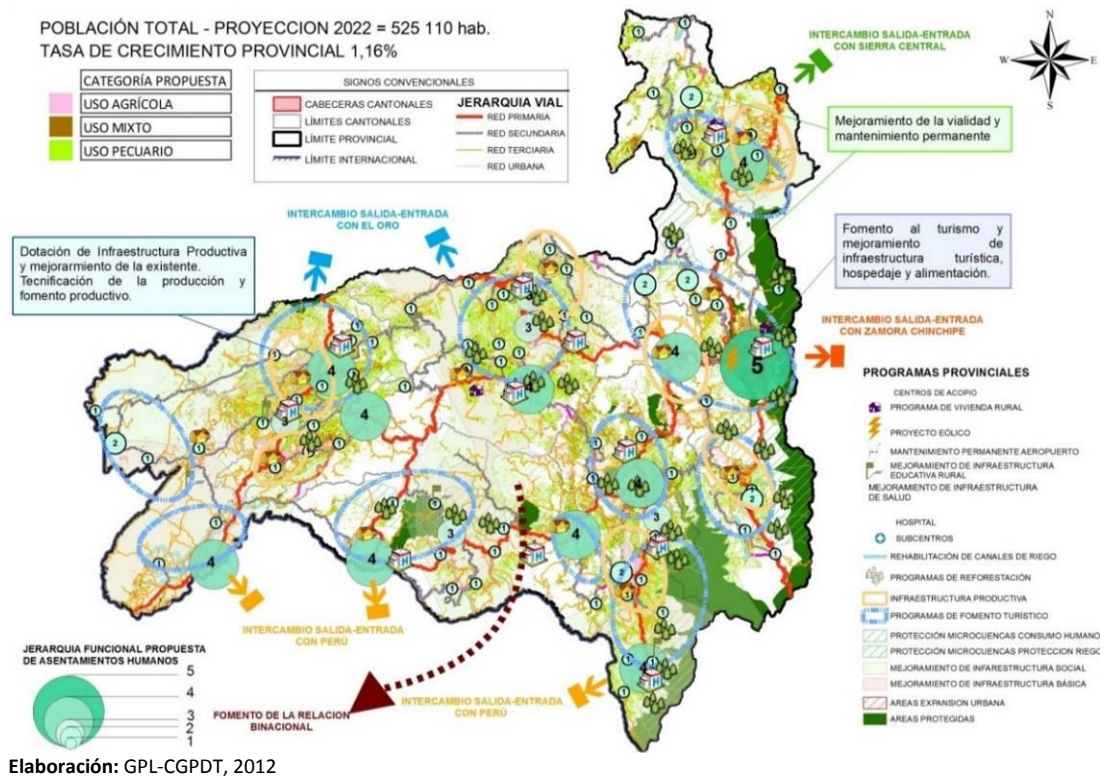 POBLACIÓN TOTAL - PROYECCION 2022 = 525 110 hab.
TASA DE CRECIMIENTO PROVINCIAL 1,16%
CATEGORÍA PROPUESTA
USO AGRÍCOLA
USO MIXTO
USO PECUARIO
SIGNOS CONVENCIONALES
CABECERAS CANTONALES
LÍMITES CANTONALES
LÍMITE PROVINCIAL
LÍMITE INTERNACIONAL
JERARQUIA VIAL
RED PRIMARIA
RED SECUNDARIA
RED TERCIARIA
RED URBANA
INTERCAMBIO SALIDA-ENTRADA
CON SIERRA CENTRAL
N
W
E
S
Mejoramiento de la vialidad y
mantenimiento permanente
INTERCAMBIO SALIDA-ENTRADA
CON EL ORO
Dotación de Infraestructura Productiva
y mejorarmiento de la existente.
Tecnificación de la producción y
fomento productivo.
Fomento al turismo y
mejoramiento de
infraestructura turística,
hospedaje y alimentación.
INTERCAMBIO SALIDA-ENTRADA
CON ZAMORA CHINCHIPE
5
PROGRAMAS PROVINCIALES
CENTROS DE ACOPIO
PROGRAMA DE VIVIENDA RURAL
PROYECTO EÓLICO
MANTENIMIENTO PERMANENTE AEROPUERTO
MEJORAMIENTO DE INFRAESTRUCTURA
EDUCATIVA RURAL
MEJORAMIENTO DE INFRAESTRUCTURA
DE SALUD
HOSPITAL
SUBCENTROS
REHABILITACIÓN DE CANALES DE RIEGO
PROGRAMAS DE REFORESTACIÓN
INFRAESTRUCTURA PRODUCTIVA
PROGRAMAS DE FOMENTO TURÍSTICO
PROTECCIÓN MICROCUENCAS CONSUMO HUMANO
PROTECCIÓN MICROCUENCAS PROTECCION RIEGO
MEJORAMIENTO DE INFARESTRUCTURA SOCIAL
MEJORAMIENTO DE INFRAESTRUCTURA BÁSICA
AREAS EXPANSION URBANA
AREAS PROTEGIDAS
INTERCAMBIO SALIDA-ENTRADA
CON PERÚ
INTERCAMBIO SALIDA-ENTRADA
CON PERÚ
FOMENTO DE LA RELACION
BINACIONAL
JERARQUIA FUNCIONAL PROPUESTA
DE ASENTAMIENTOS HUMANOS
5
4
3
2
1
Elaboración: GPL-CGPDT, 2012